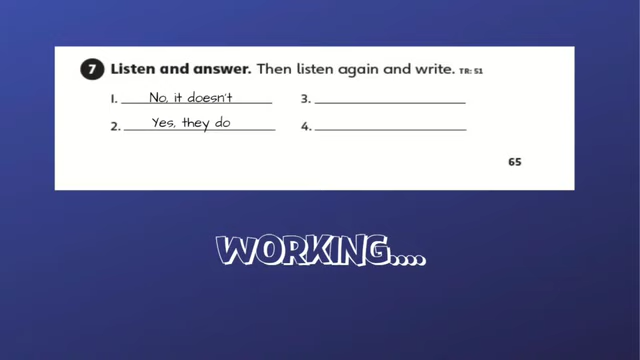 7 Listen and answer. Then listen again and write. TR: 51
1. No, it doesn't
3.
2. Yes, they do
4.
65
WORKING....